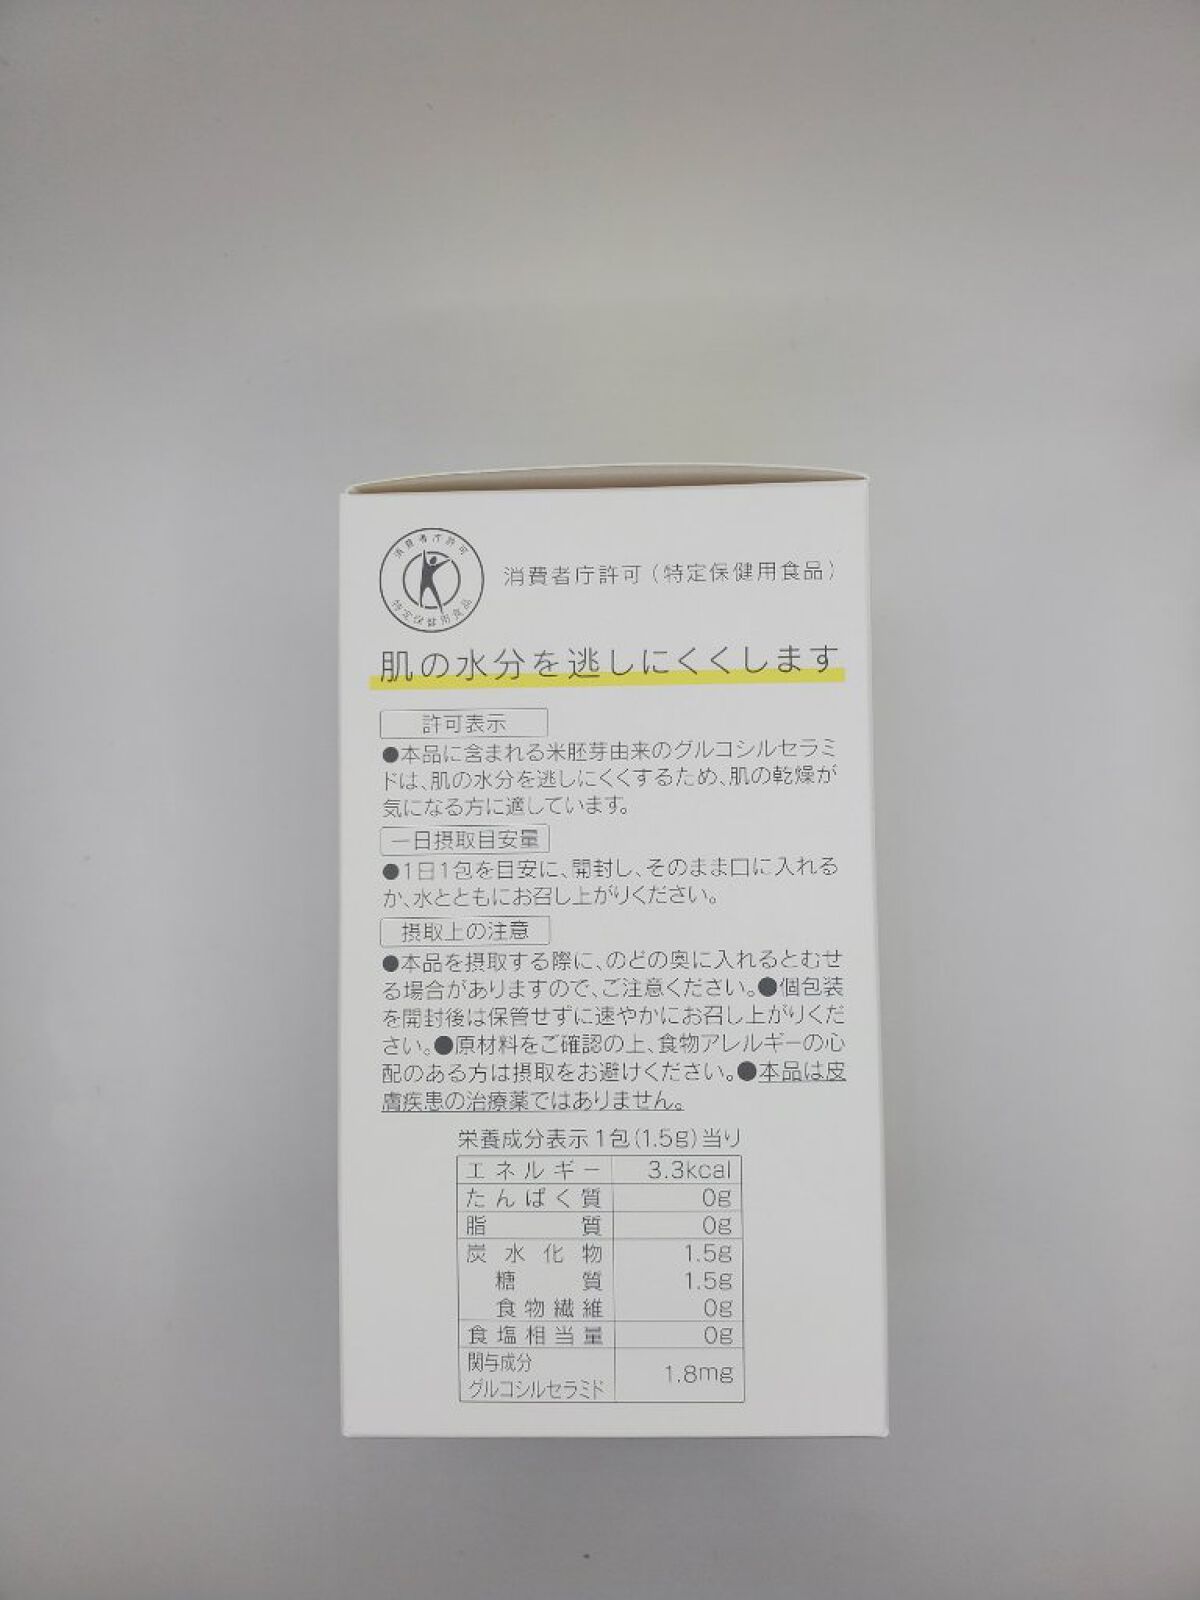 消費者庁許可
特定保健用食品
消費者庁許可（特定保健用食品）
肌の水分を逃しにくくします
許可表示
●本品に含まれる米胚芽由来のグルコシルセラミ
ドは、肌の水分を逃しにくくするため、肌の乾燥が
気になる方に適しています。
一日摂取目安量
●1日1包を目安に、開封し、そのまま口に入れる
か、水とともにお召し上がりください。
摂取上の注意
●本品を摂取する際に、のどの奥に入れるとむせ
る場合がありますので、ご注意ください。●個包装
を開封後は保管せずに速やかにお召し上がりくだ
さい。●原材料をご確認の上、食物アレルギーの心
配のある方は摂取をお避けください。●本品は皮
膚疾患の治療薬ではありません。
栄養成分表示1包(1.5g)当り
エネルギー 3.3kcal
たんぱく質 0g
脂質 0g
炭水化物 1.5g
糖質 1.5g
食物繊維 0g
食塩相当量 0g
関与成分
グルコシルセラミド 1.8mg